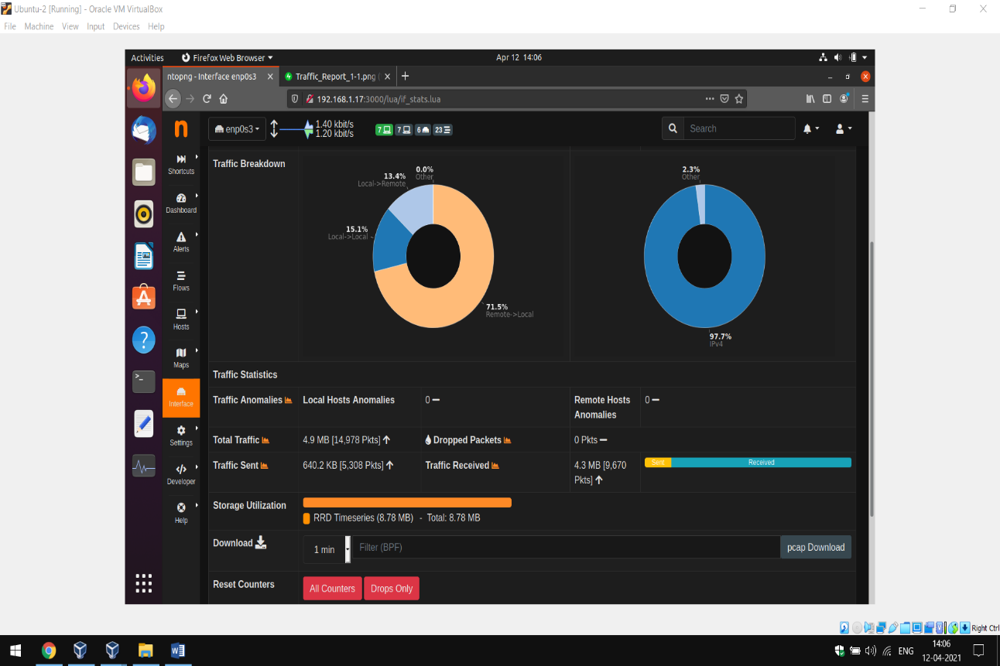 Ubuntu-2 [Running] - Oracle VM VirtualBox
File Machine View Input Devices Help
Activities Firefox Web Browser Apr 12 14:06
ntopng - Interface enp0s3 Traffic_Report_1-1.png (
192.168.1.17:3000/lua/if_stats.lua
n enp0s3 1.40 kbit/s 7 7 6 23 Search
1.20 kbit/s
Shortcuts
Dashboard
Alerts
Flows
Hosts
Maps
Interface
Settings
Developer
Help
Traffic Breakdown
0.0%
Other
13.4%
Local->Remote
15.1%
Local->Local
71.5%
Remote->Local
2.3%
Other
97.7%
IPv4
Traffic Statistics
Traffic Anomalies Local Hosts Anomalies 0 Remote Hosts Anomalies 0
Total Traffic 4.9 MB [14,978 Pkts] Dropped Packets 0 Pkts
Traffic Sent 640.2 KB [5,308 Pkts] Traffic Received 4.3 MB [9,670 Pkts] Sent Received
Storage Utilization
RRD Timeseries (8.78 MB) - Total: 8.78 MB
Download 1 min Filter (BPF) pcap Download
Reset Counters All Counters Drops Only
Right Ctrl
ENG 14:06
12-04-2021